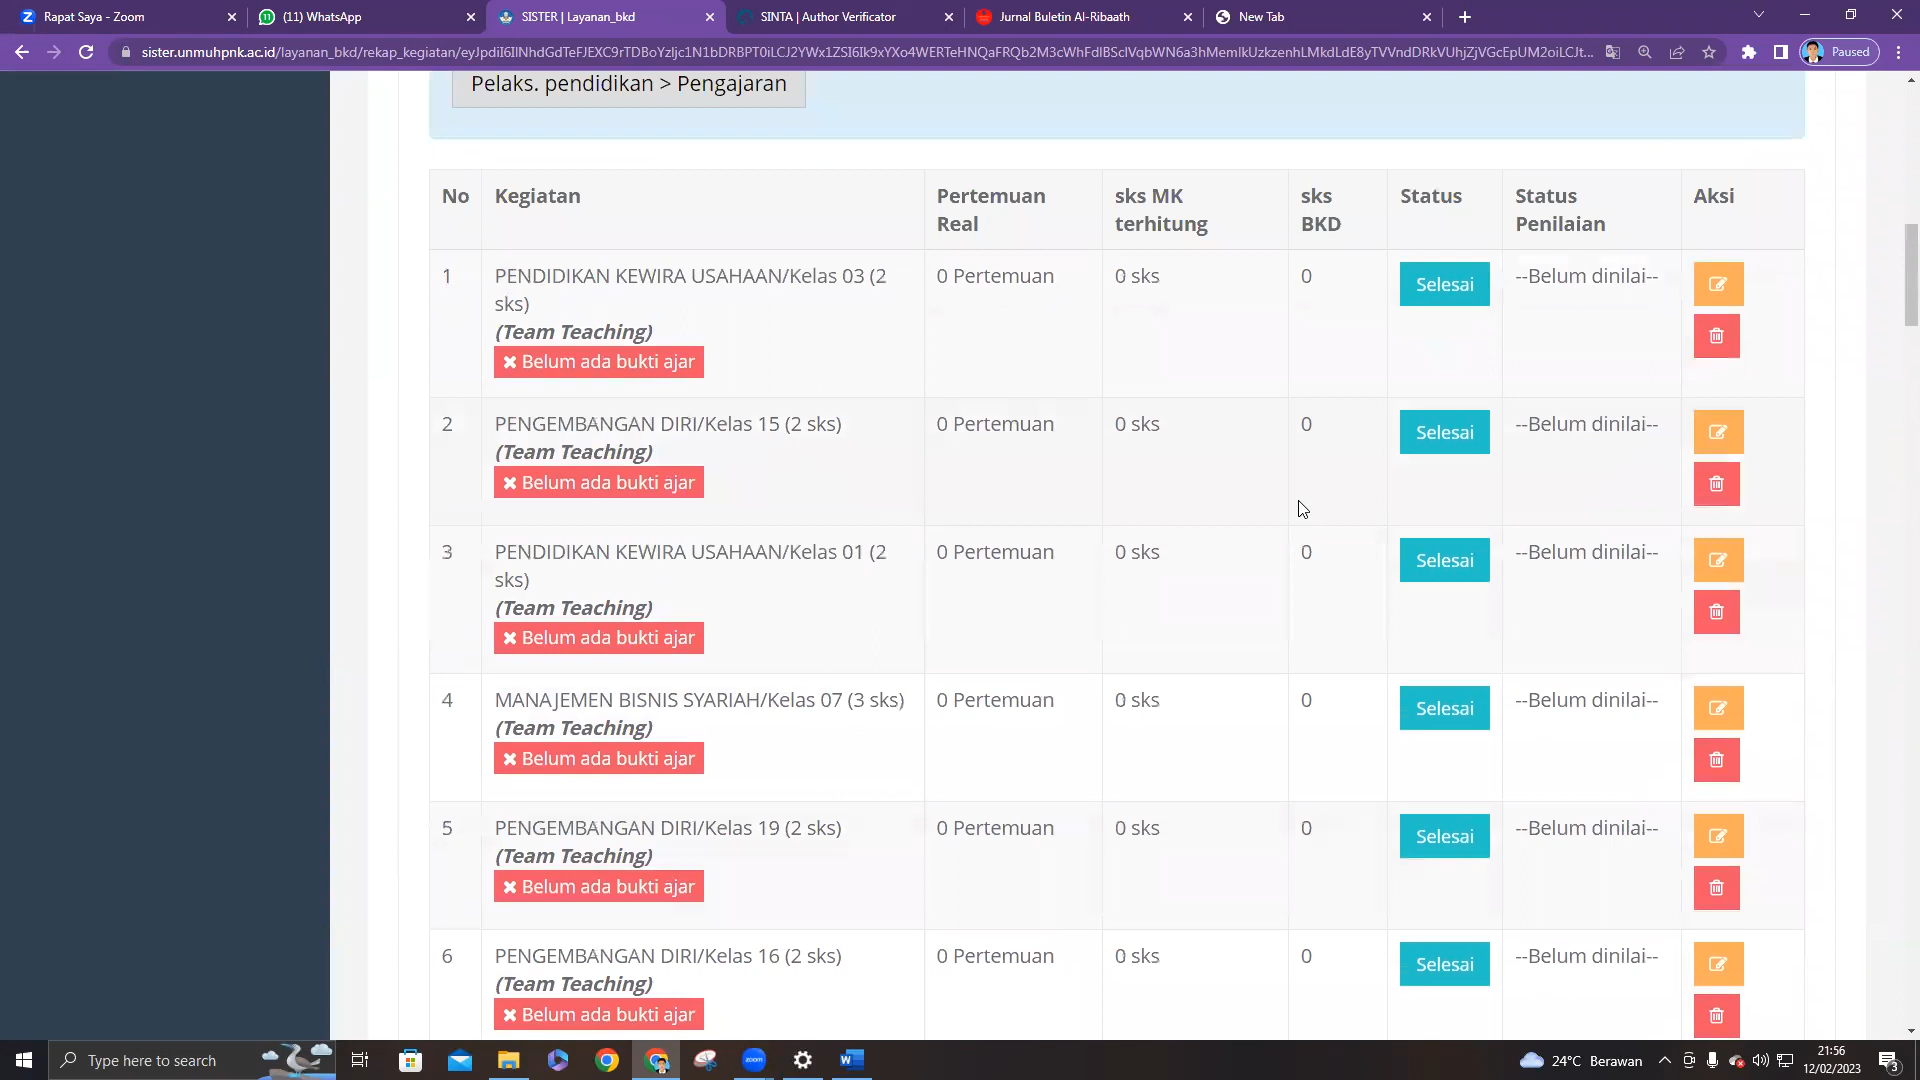 Rapat Saya - Zoom
(11) WhatsApp
SISTER | Layanan_bkd
SINTA | Author Verificator
Jurnal Buletin Al-Ribaath
New Tab
Paused
Pelaks. pendidikan > Pengajaran
No Kegiatan Pertemuan Real sks MK terhitung sks BKD Status Status Penilaian Aksi
1 PENDIDIKAN KEWIRA USAHAAN/Kelas 03 (2 0 Pertemuan 0 sks 0 Selesai --Belum dinilai--
sks)
(Team Teaching)
Belum ada bukti ajar
2 PENGEMBANGAN DIRI/Kelas 15 (2 sks) 0 Pertemuan 0 sks 0 Selesai --Belum dinilai--
(Team Teaching)
Belum ada bukti ajar
3 PENDIDIKAN KEWIRA USAHAAN/Kelas 01 (2 0 Pertemuan 0 sks 0 Selesai --Belum dinilai--
sks)
(Team Teaching)
Belum ada bukti ajar
4 MANAJEMEN BISNIS SYARIAH/Kelas 07 (3 sks) 0 Pertemuan 0 sks 0 Selesai --Belum dinilai--
(Team Teaching)
Belum ada bukti ajar
5 PENGEMBANGAN DIRI/Kelas 19 (2 sks) 0 Pertemuan 0 sks 0 Selesai --Belum dinilai--
(Team Teaching)
Belum ada bukti ajar
6 PENGEMBANGAN DIRI/Kelas 16 (2 sks) 0 Pertemuan 0 sks 0 Selesai --Belum dinilai--
(Team Teaching)
Belum ada bukti ajar
Type here to search
zoom
24°C Berawan
21:56
12/02/2023
3